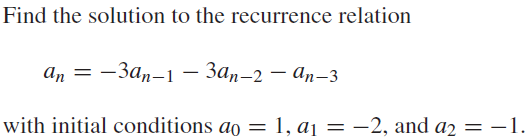 Find the solution to the recurrence relation
aₙ = −3aₙ₋₁ − 3aₙ₋₂ − aₙ₋₃
with initial conditions a₀ = 1, a₁ = −2, and a₂ = −1.